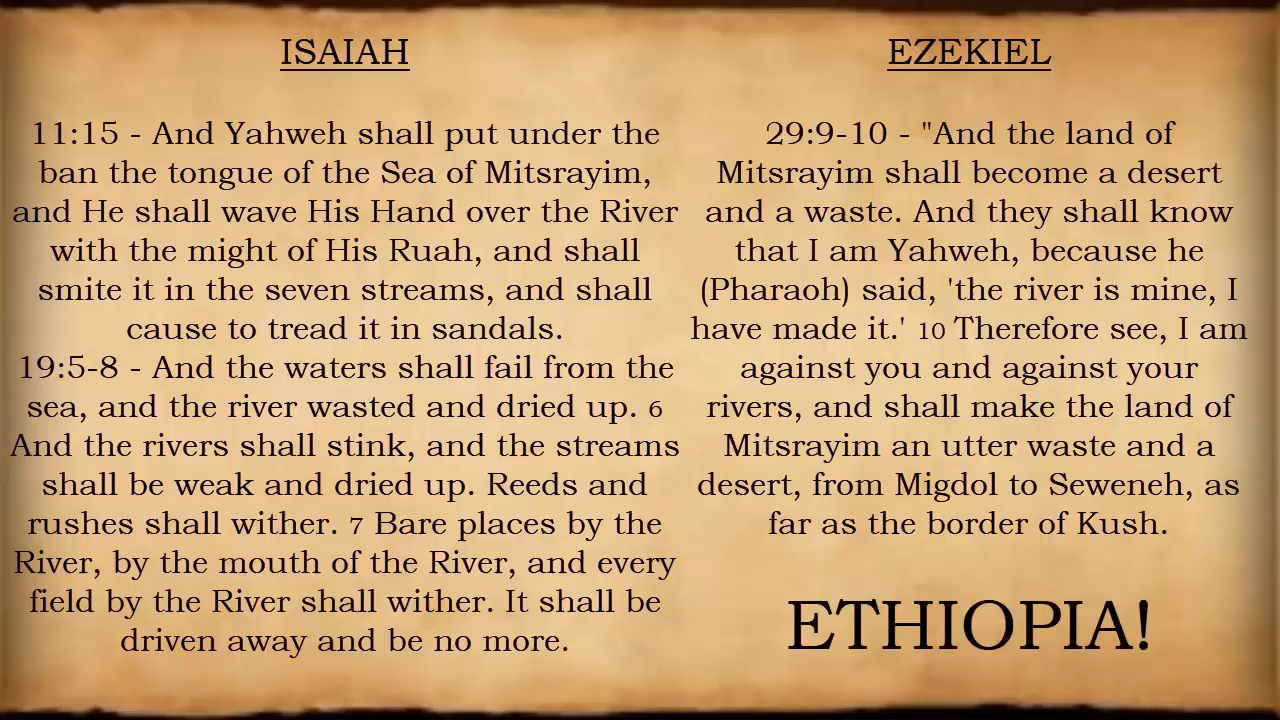 ISAIAH
11:15 - And Yahweh shall put under the
ban the tongue of the Sea of Mitsrayim,
and He shall wave His Hand over the River
with the might of His Ruah, and shall
smite it in the seven streams, and shall
cause to tread it in sandals.
19:5-8 - And the waters shall fail from the
sea, and the river wasted and dried up. 6
And the rivers shall stink, and the streams
shall be weak and dried up. Reeds and
rushes shall wither. 7 Bare places by the
River, by the mouth of the River, and every
field by the River shall wither. It shall be
driven away and be no more.
EZEKIEL
29:9-10 - "And the land of
Mitsrayim shall become a desert
and a waste. And they shall know
that I am Yahweh, because he
(Pharaoh) said, 'the river is mine, I
have made it.' 10 Therefore see, I am
against you and against your
rivers, and shall make the land of
Mitsrayim an utter waste and a
desert, from Migdol to Seweneh, as
far as the border of Kush.
ETHIOPIA!